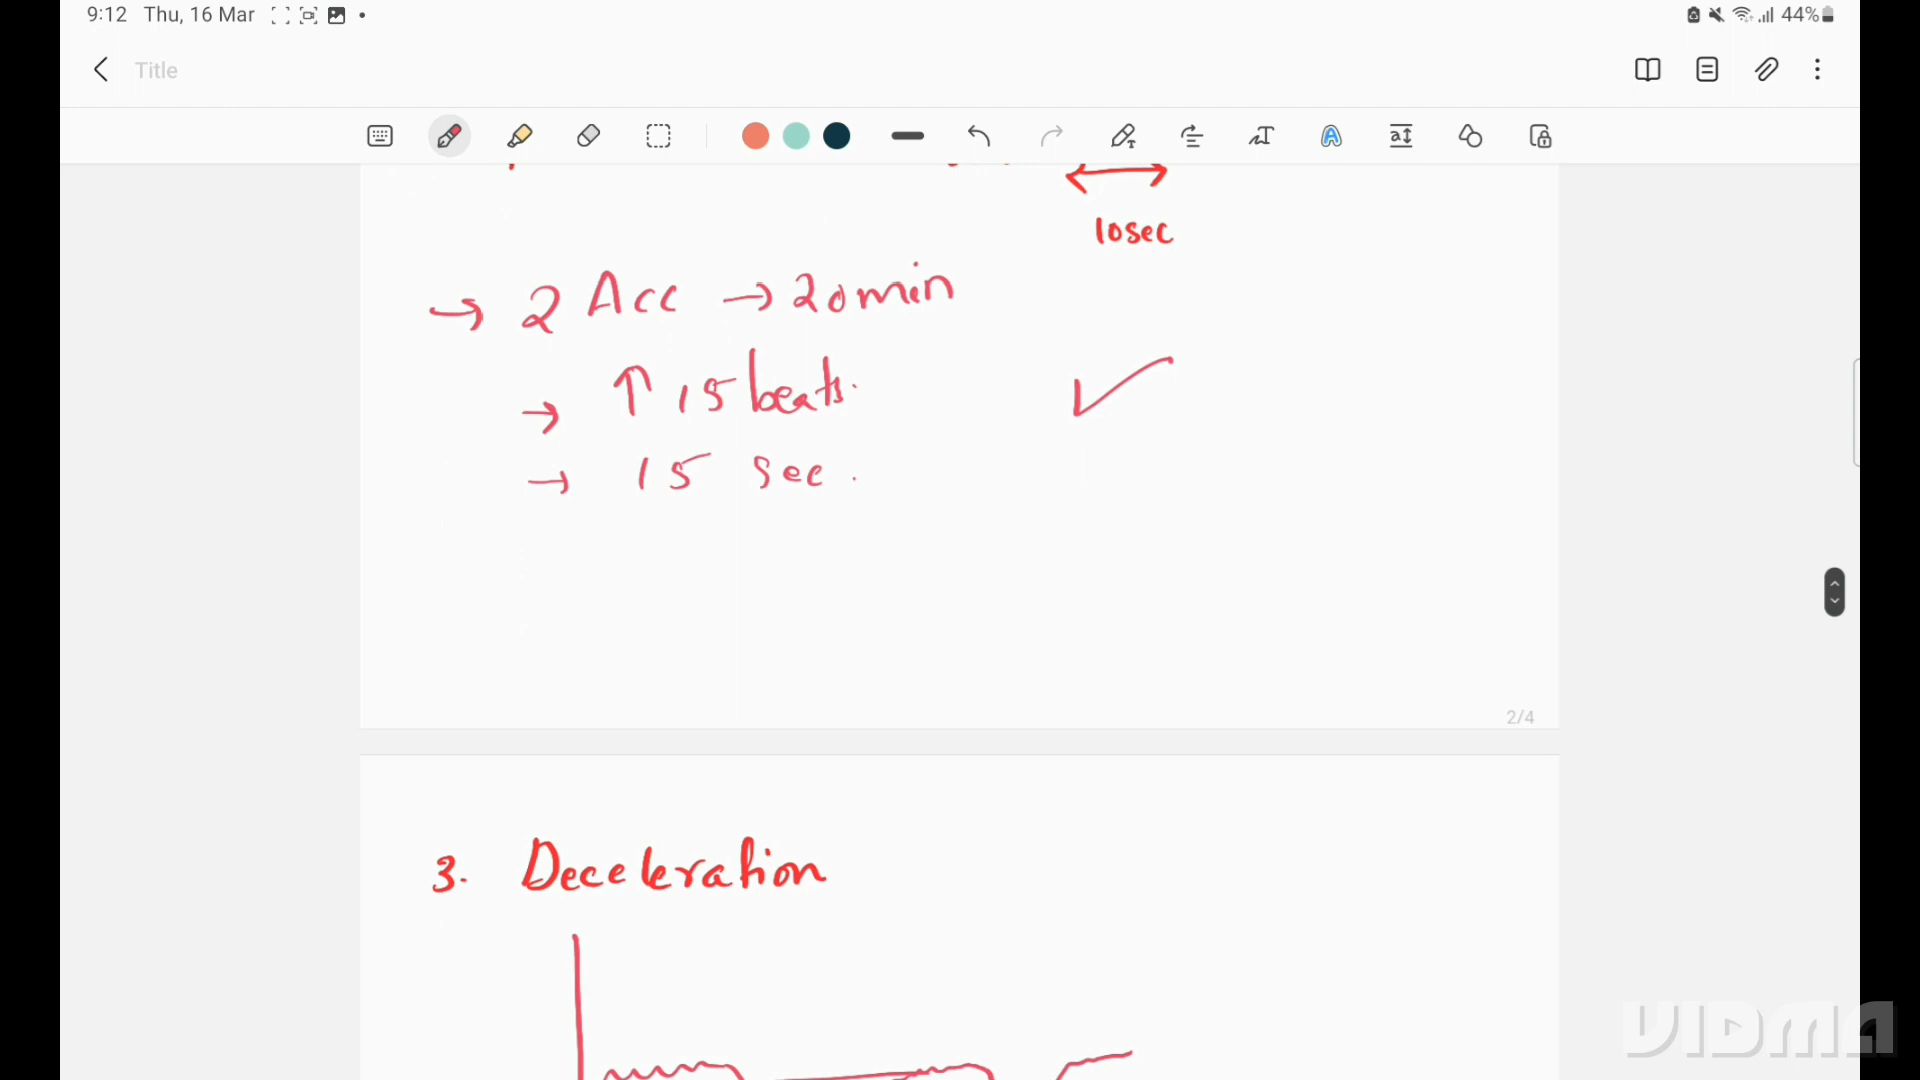 9:12 Thu, 16 Mar 44%
Title
10sec
→ 2 Acc → 20min
→ ↑ 15 beats.
→ 15 sec.
2/4
3. Deceleration
VIDMA